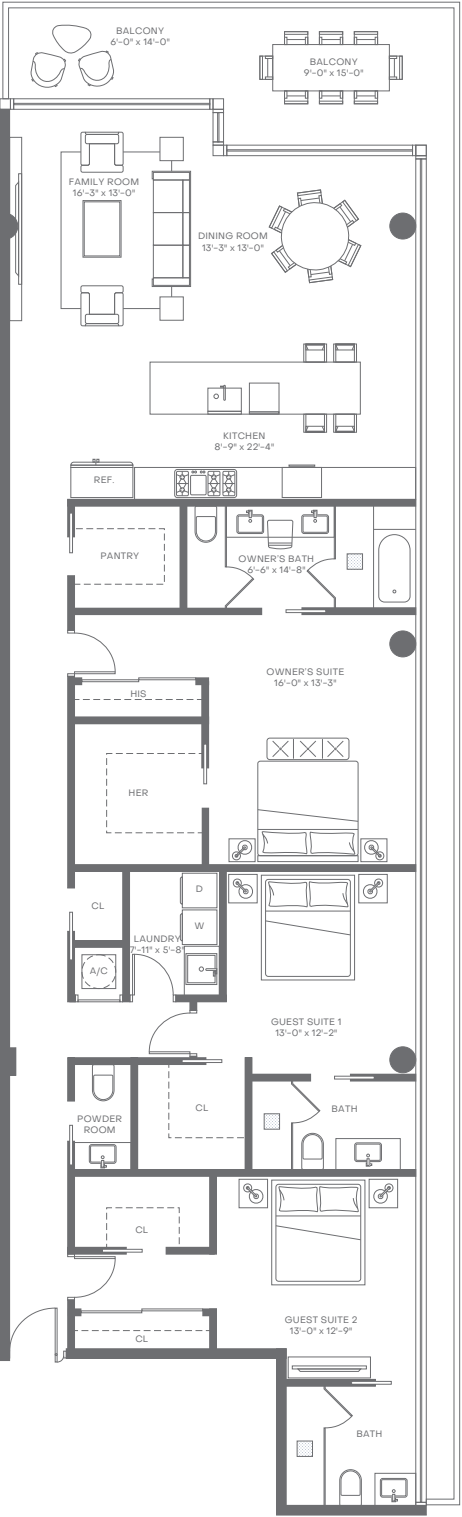 BALCONY
6'-0" x 14'-0"
BALCONY
9'-0" x 15'-0"
FAMILY ROOM
16'-3" x 13'-0"
DINING ROOM
13'-3" x 13'-0"
KITCHEN
8'-9" x 22'-4"
REF.
PANTRY
OWNER'S BATH
6'-6" x 14'-8"
OWNER'S SUITE
16'-0" x 13'-3"
HIS
HER
D
CL
W
LAUNDRY
7'-11" x 5'-8"
A/C
GUEST SUITE 1
13'-0" x 12'-2"
CL
BATH
POWDER
ROOM
CL
GUEST SUITE 2
13'-0" x 12'-9"
CL
BATH